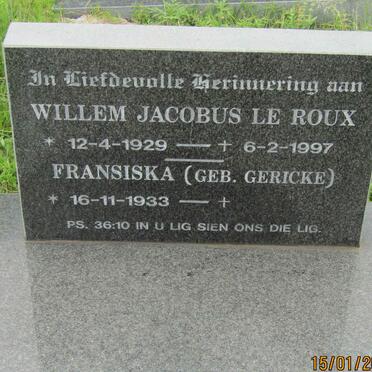 In Liefdevolle Herinnering aan
WILLEM JACOBUS LE ROUX
* 12-4-1929 — + 6-2-1997
FRANSISKA (GEB. GERICKE)
* 16-11-1933 — +
PS. 36:10 IN U LIG SIEN ONS DIE LIG.
15/01/2